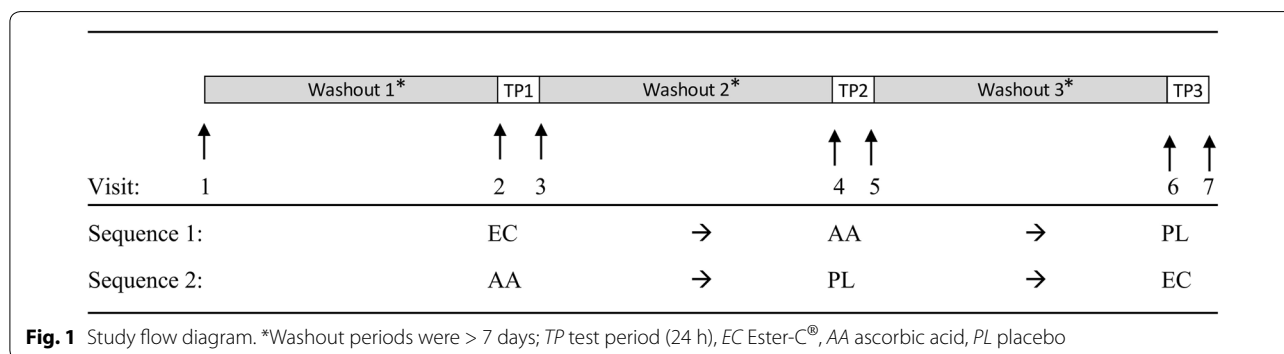 Washout 1* TP1 Washout 2* TP2 Washout 3* TP3
Visit: 1 2 3 4 5 6 7
Sequence 1: EC → AA → PL
Sequence 2: AA → PL → EC
Fig. 1 Study flow diagram. *Washout periods were > 7 days; TP test period (24 h), EC Ester-C®, AA ascorbic acid, PL placebo